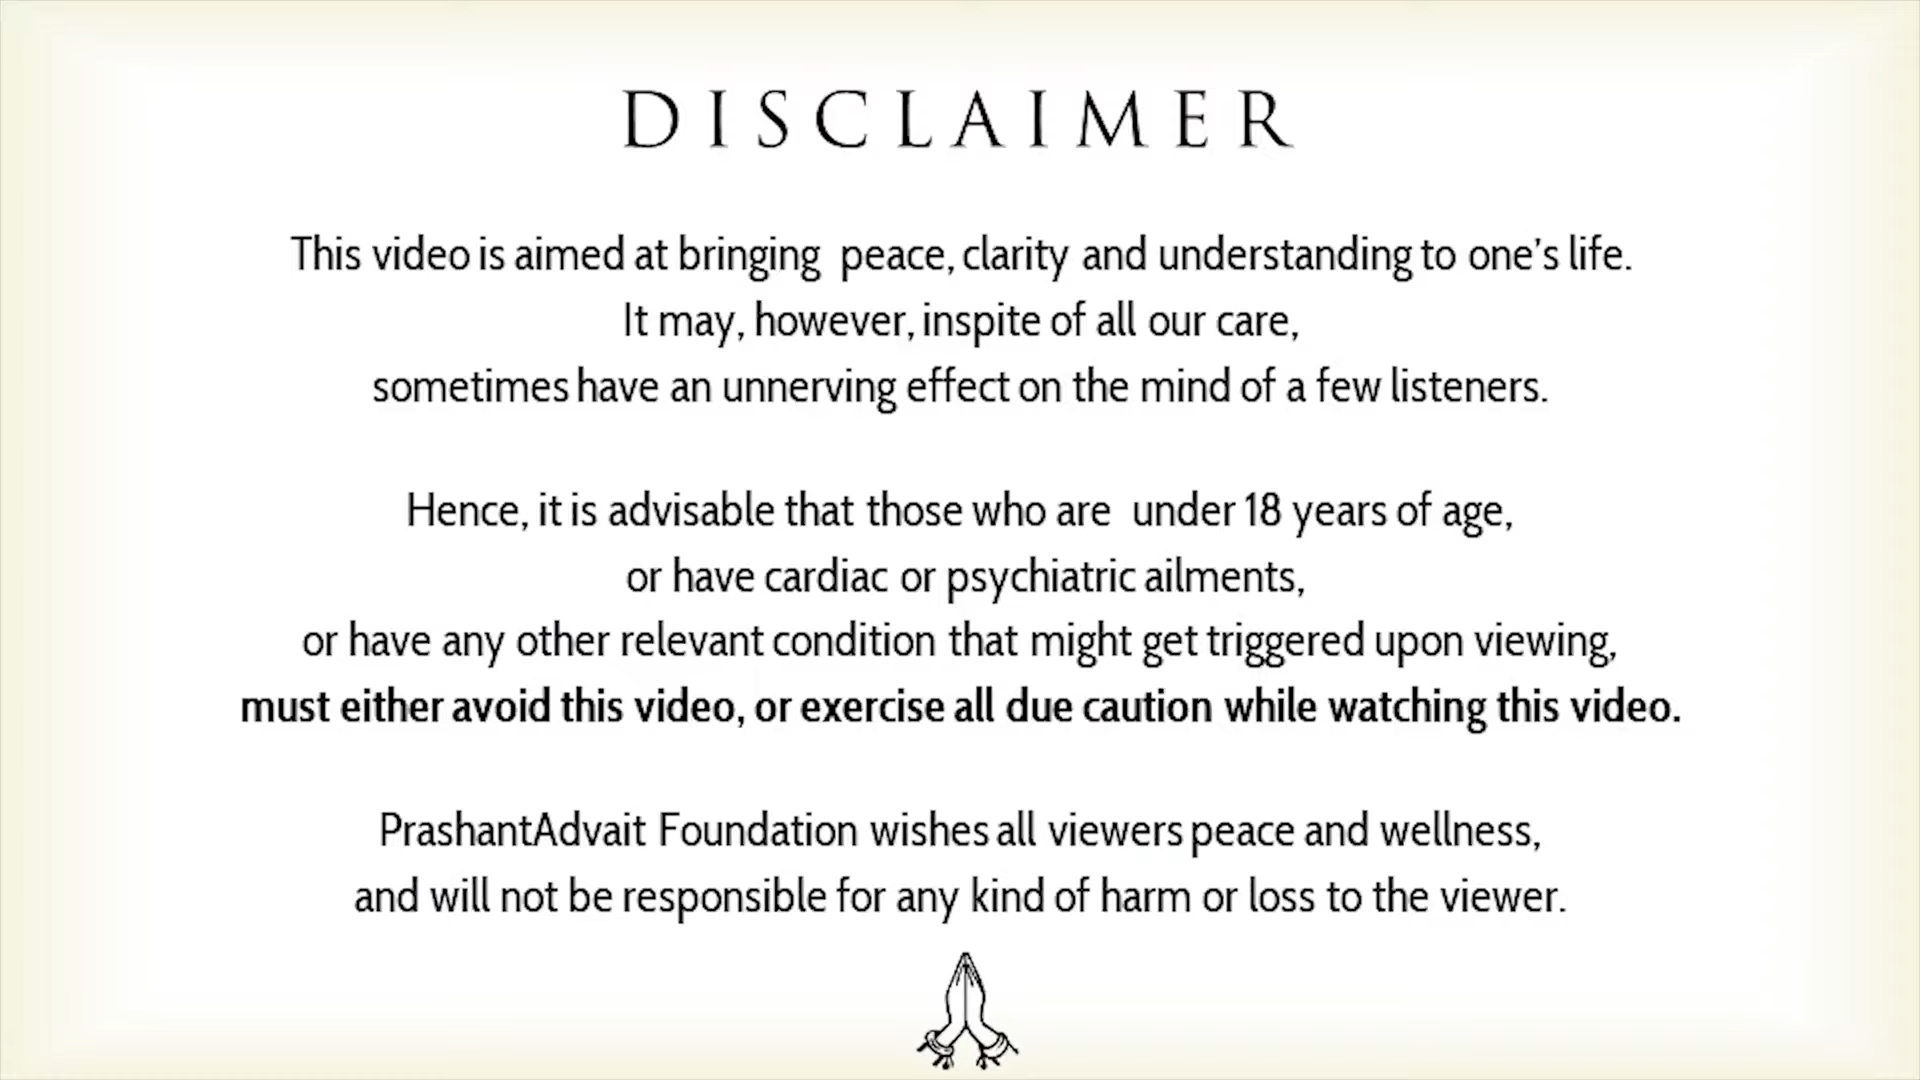 DISCLAIMER
This video is aimed at bringing peace, clarity and understanding to one's life.
It may, however, inspite of all our care,
sometimes have an unnerving effect on the mind of a few listeners.
Hence, it is advisable that those who are under 18 years of age,
or have cardiac or psychiatric ailments,
or have any other relevant condition that might get triggered upon viewing,
must either avoid this video, or exercise all due caution while watching this video.
PrashantAdvait Foundation wishes all viewers peace and wellness,
and will not be responsible for any kind of harm or loss to the viewer.